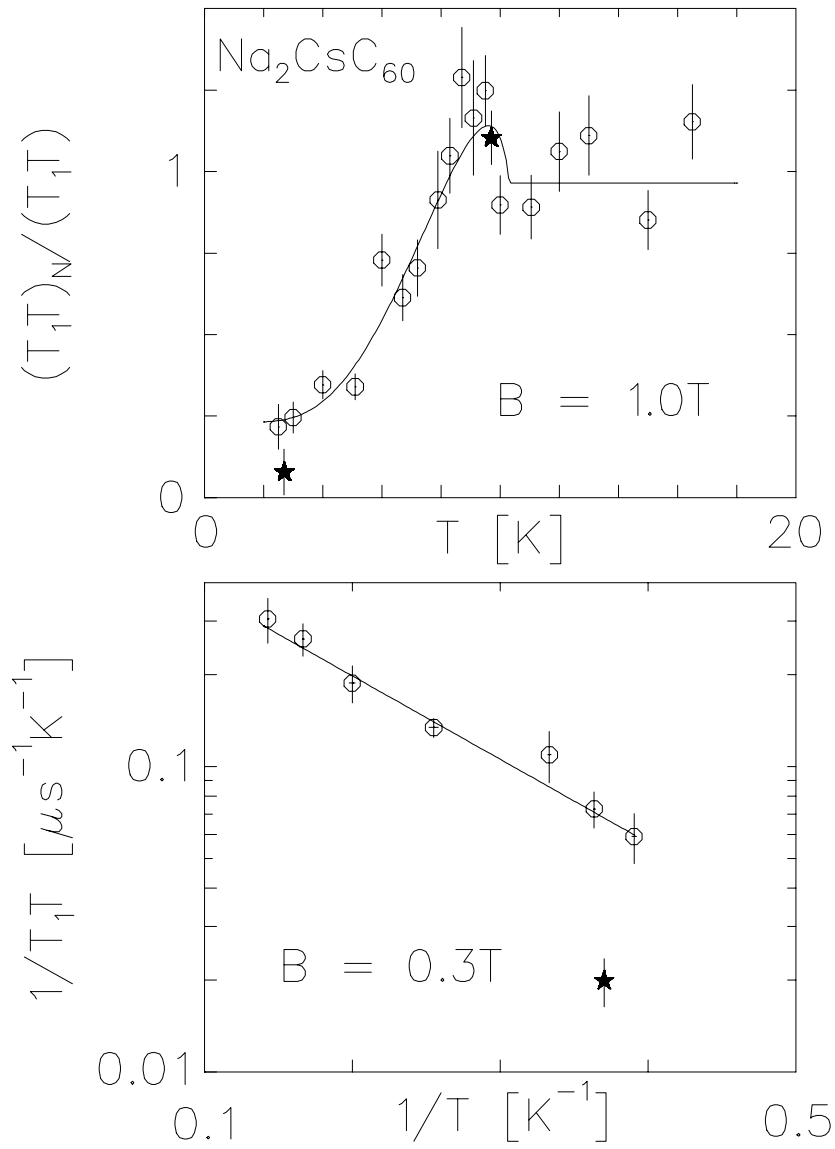 Na₂CsC₆₀
(T₁T)_N/(T₁T)
1
B = 1.0T
0
0
T [K]
20
1/T₁T [μs⁻¹K⁻¹]
0.1
B = 0.3T
0.01
0.1
1/T [K⁻¹]
0.5